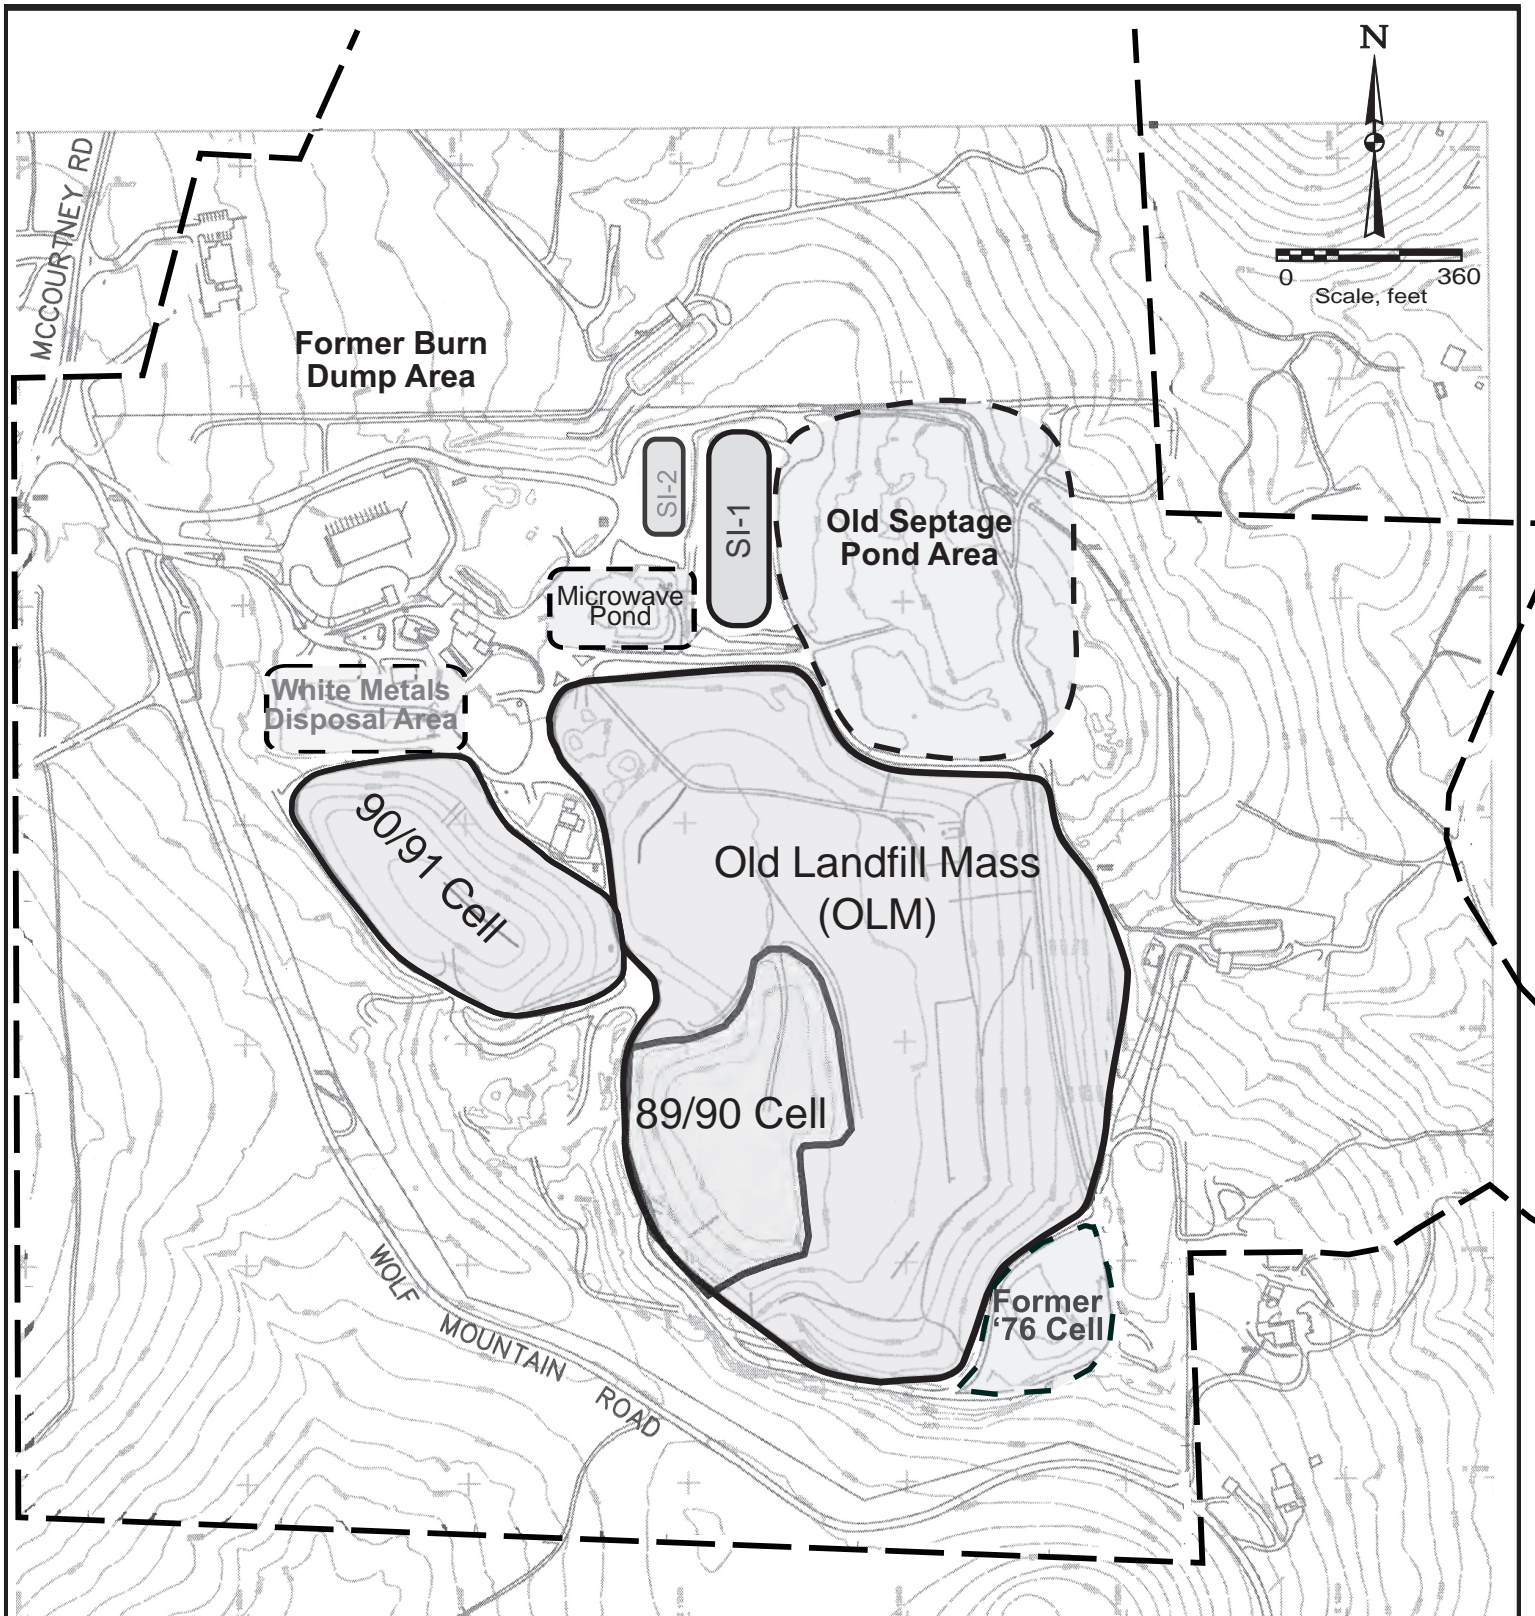 N
0 360
Scale, feet
MCCOURTNEY RD
Former Burn
Dump Area
SI-2
SI-1
Old Septage
Pond Area
Microwave
Pond
White Metals
Disposal Area
90/91 Cell
Old Landfill Mass
(OLM)
89/90 Cell
Former
‘76 Cell
WOLF MOUNTAIN ROAD